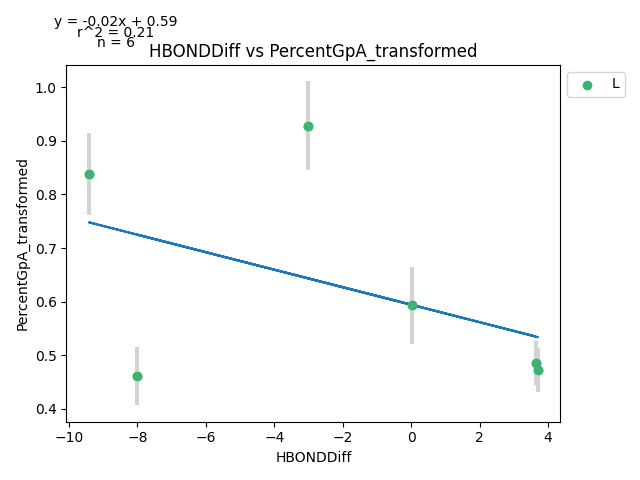 y = -0.02x + 0.59
r^2 = 0.21
n = 6
HBONDDiff vs PercentGpA_transformed
L
PercentGpA_transformed
1.0
0.9
0.8
0.7
0.6
0.5
0.4
−10
−8
−6
−4
−2
0
2
4
HBONDDiff